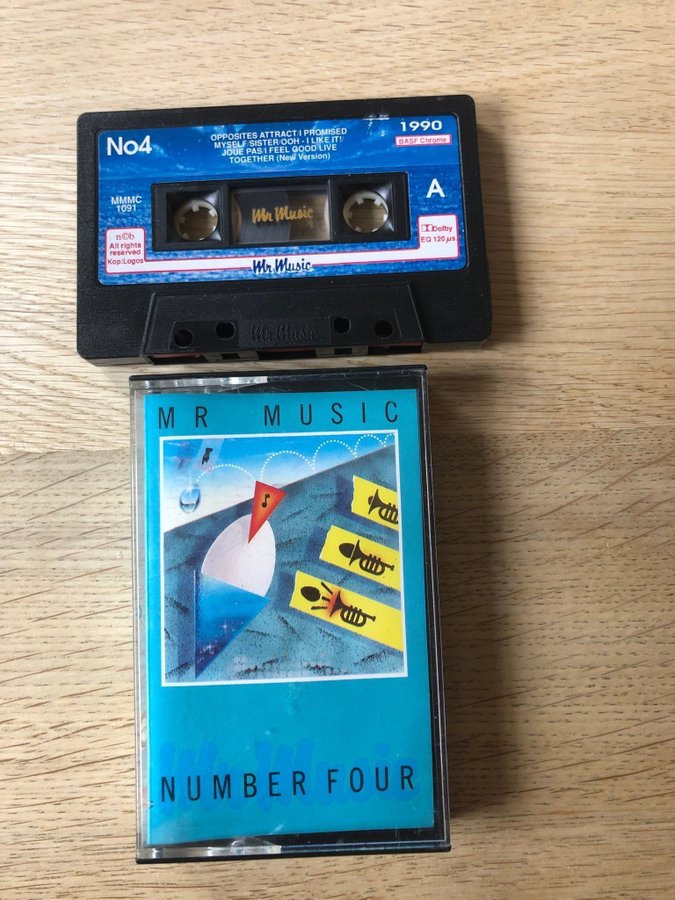 No4
OPPOSITES ATTRACT/I PROMISED
MYSELF SISTER/OOH - I LIKE IT!/
JOUE PAS/I FEEL GOOD/LIVE
TOGETHER (New Version)
1990
BASF Chrome
MMMC
1091
A
n©b
All rights
reserved
Kop:Logos
Mr Music
Dolby
EQ 120 µs
Mr. Music
Mr Music
MR MUSIC
Mr Music
NUMBER FOUR